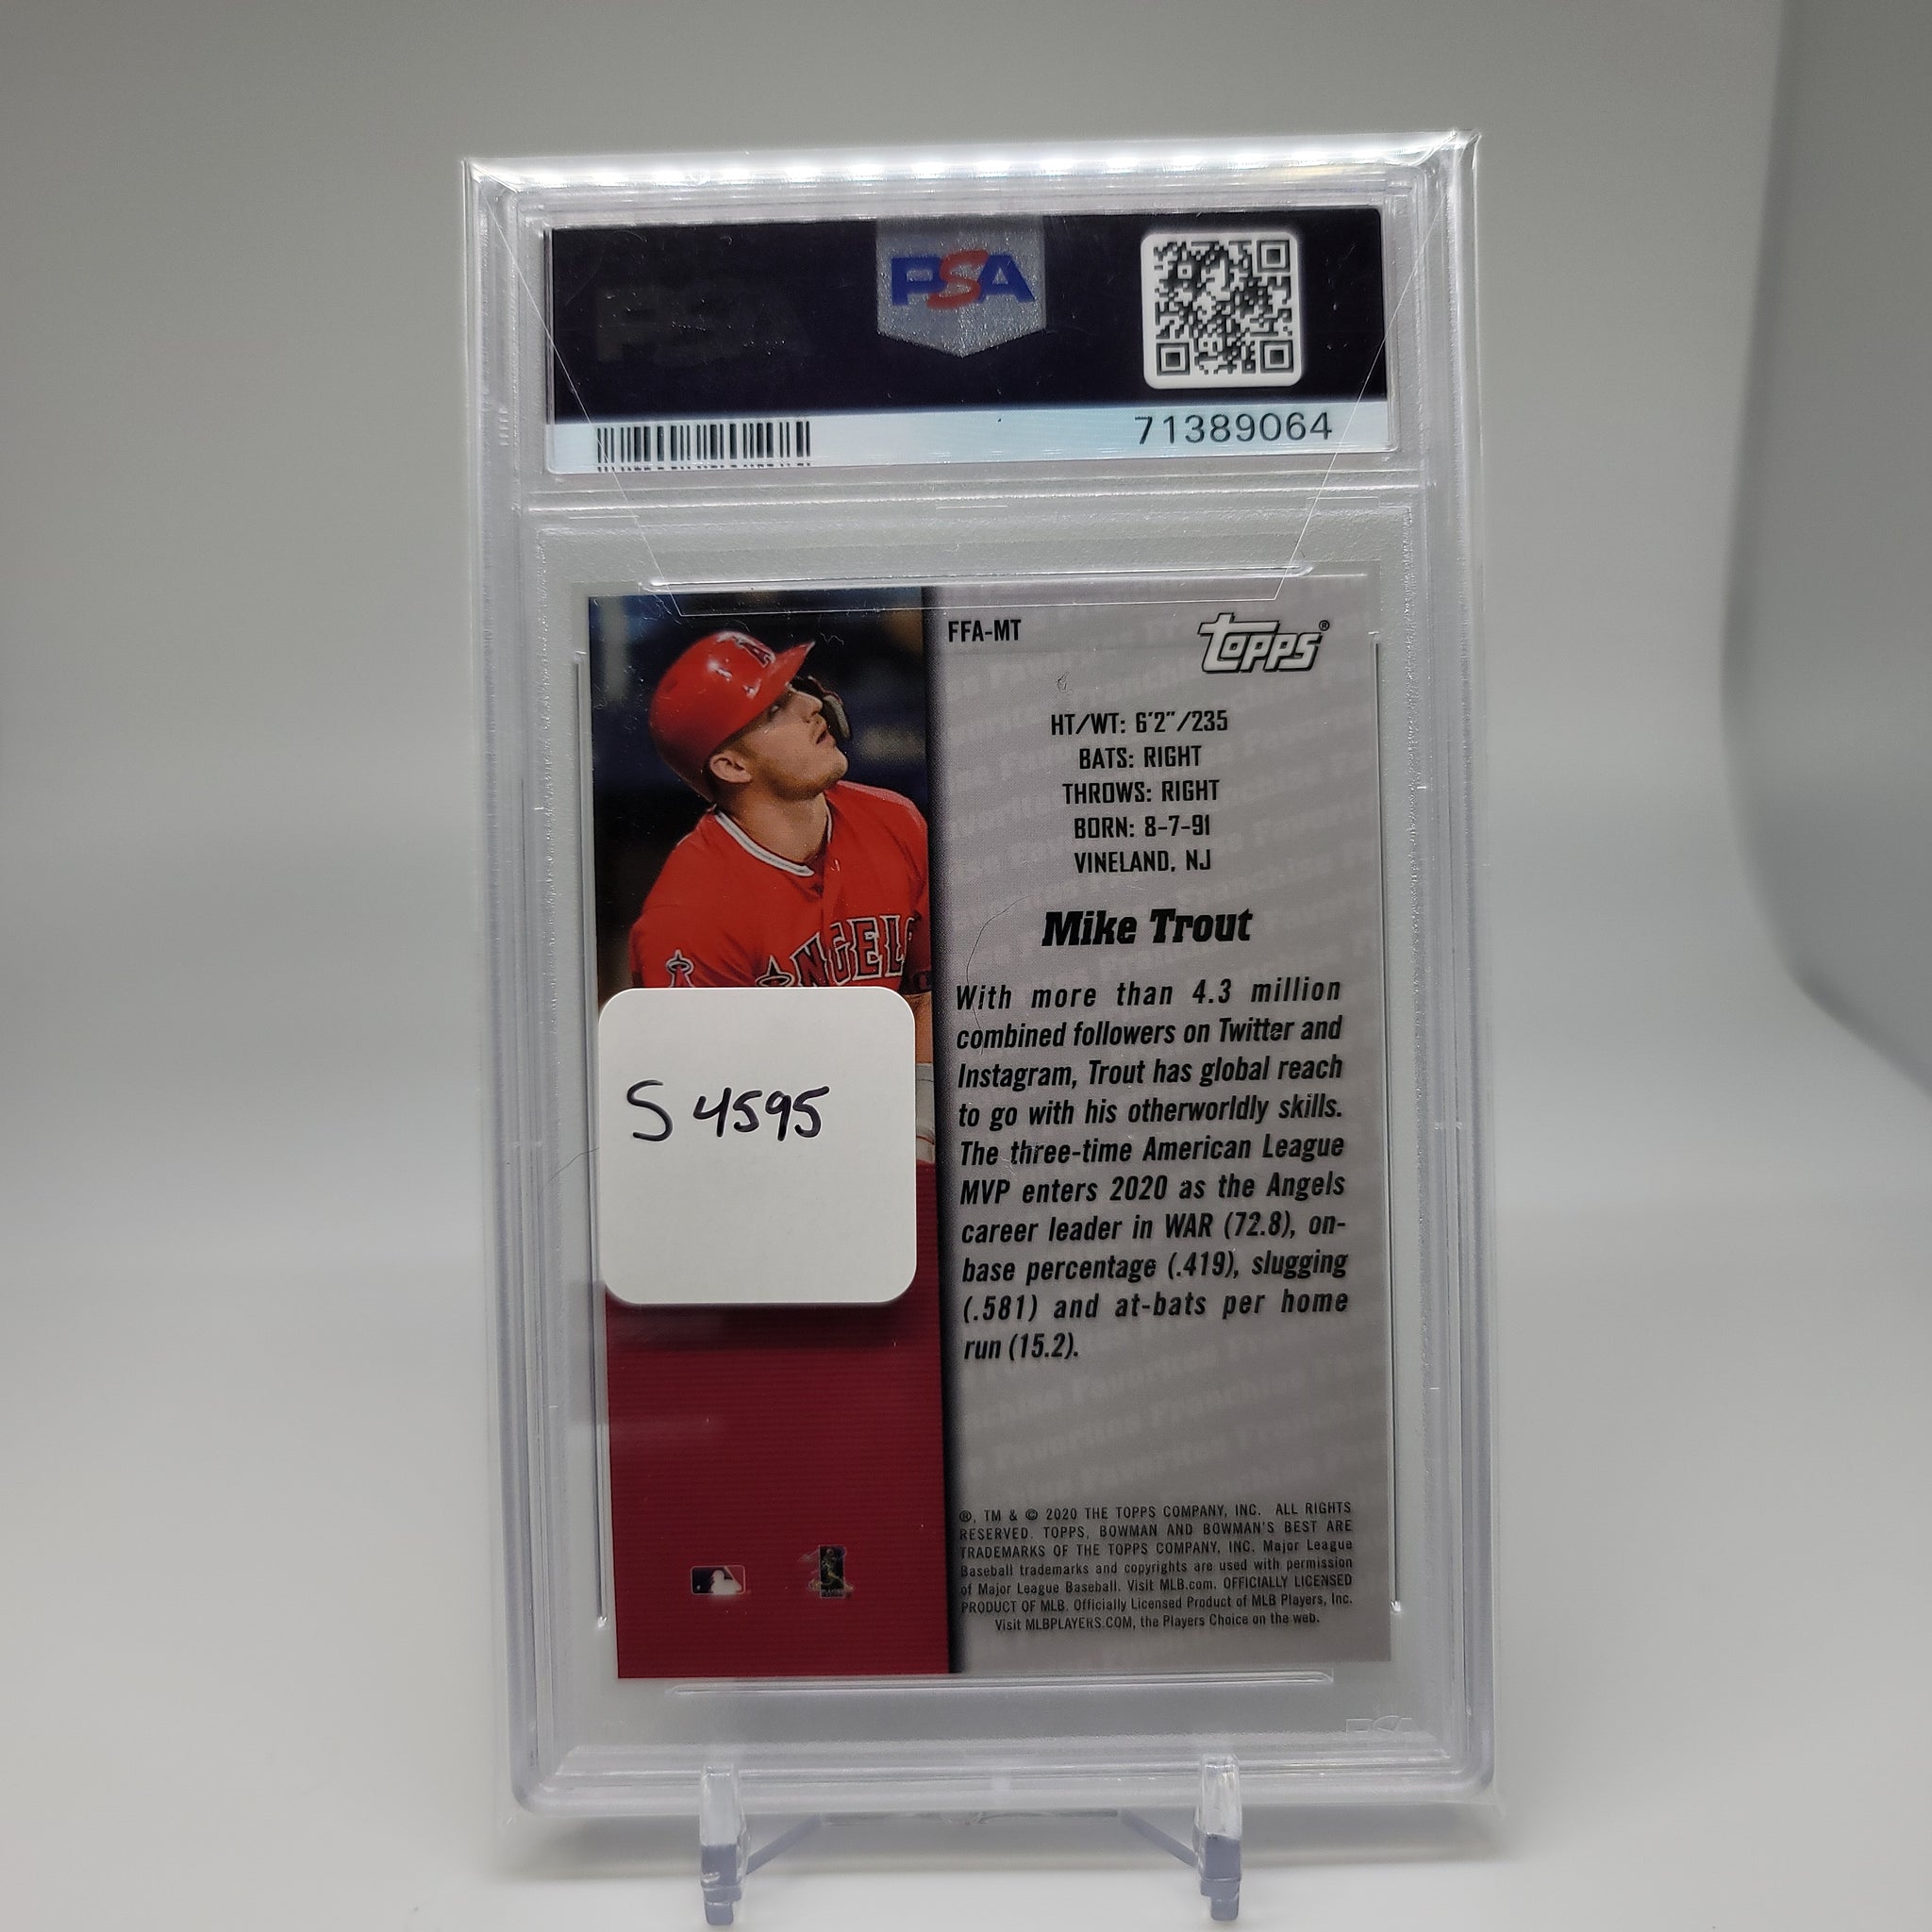 PSA
71389064
FFA-MT
Topps®
HT/WT: 6'2"/235
BATS: RIGHT
THROWS: RIGHT
BORN: 8-7-91
VINELAND, NJ
Mike Trout
With more than 4.3 million
combined followers on Twitter and
Instagram, Trout has global reach
to go with his otherworldly skills.
The three-time American League
MVP enters 2020 as the Angels
career leader in WAR (72.8), on-
base percentage (.419), slugging
(.581) and at-bats per home
run (15.2).
A
ANGELS
S 4595
®, TM & © 2020 THE TOPPS COMPANY, INC. ALL RIGHTS
RESERVED. TOPPS, BOWMAN AND BOWMAN'S BEST ARE
TRADEMARKS OF THE TOPPS COMPANY, INC. Major League
Baseball trademarks and copyrights are used with permission
of Major League Baseball. Visit MLB.com. OFFICIALLY LICENSED
PRODUCT OF MLB. Officially Licensed Product of MLB Players, Inc.
Visit MLBPLAYERS.COM, the Players Choice on the web.
PSA